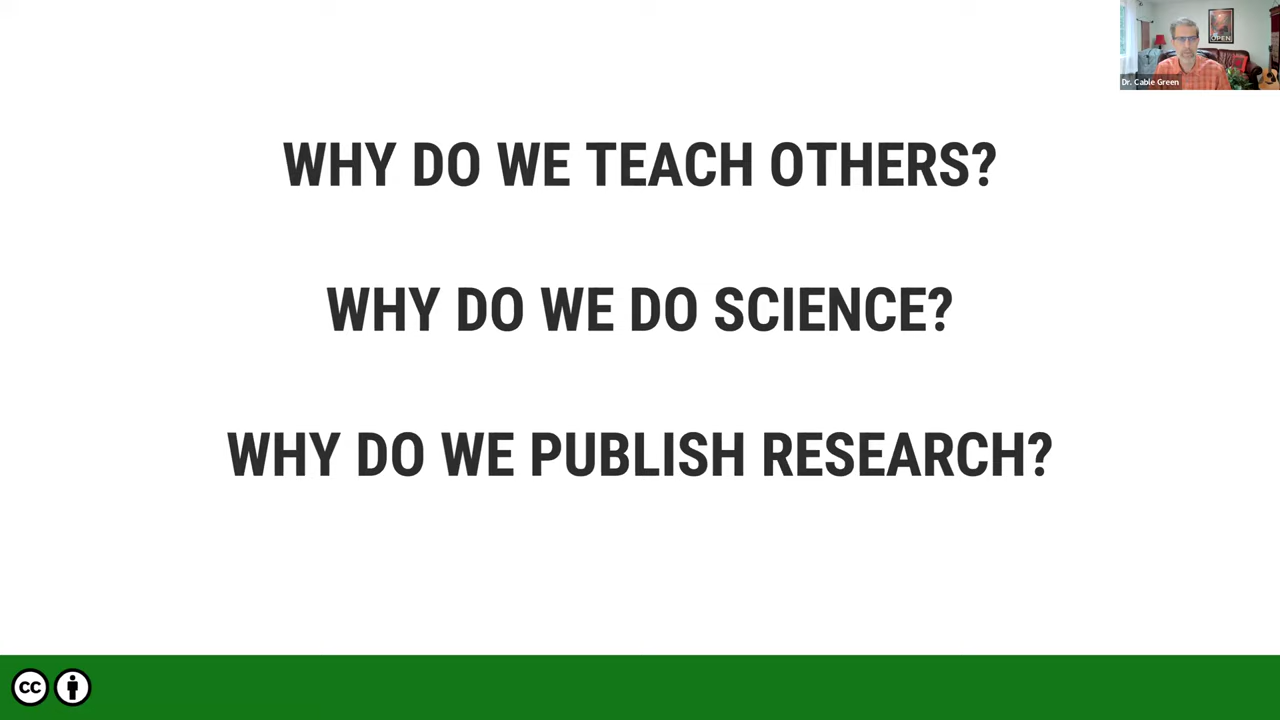 OPEN
Dr. Cable Green
WHY DO WE TEACH OTHERS?
WHY DO WE DO SCIENCE?
WHY DO WE PUBLISH RESEARCH?
CC